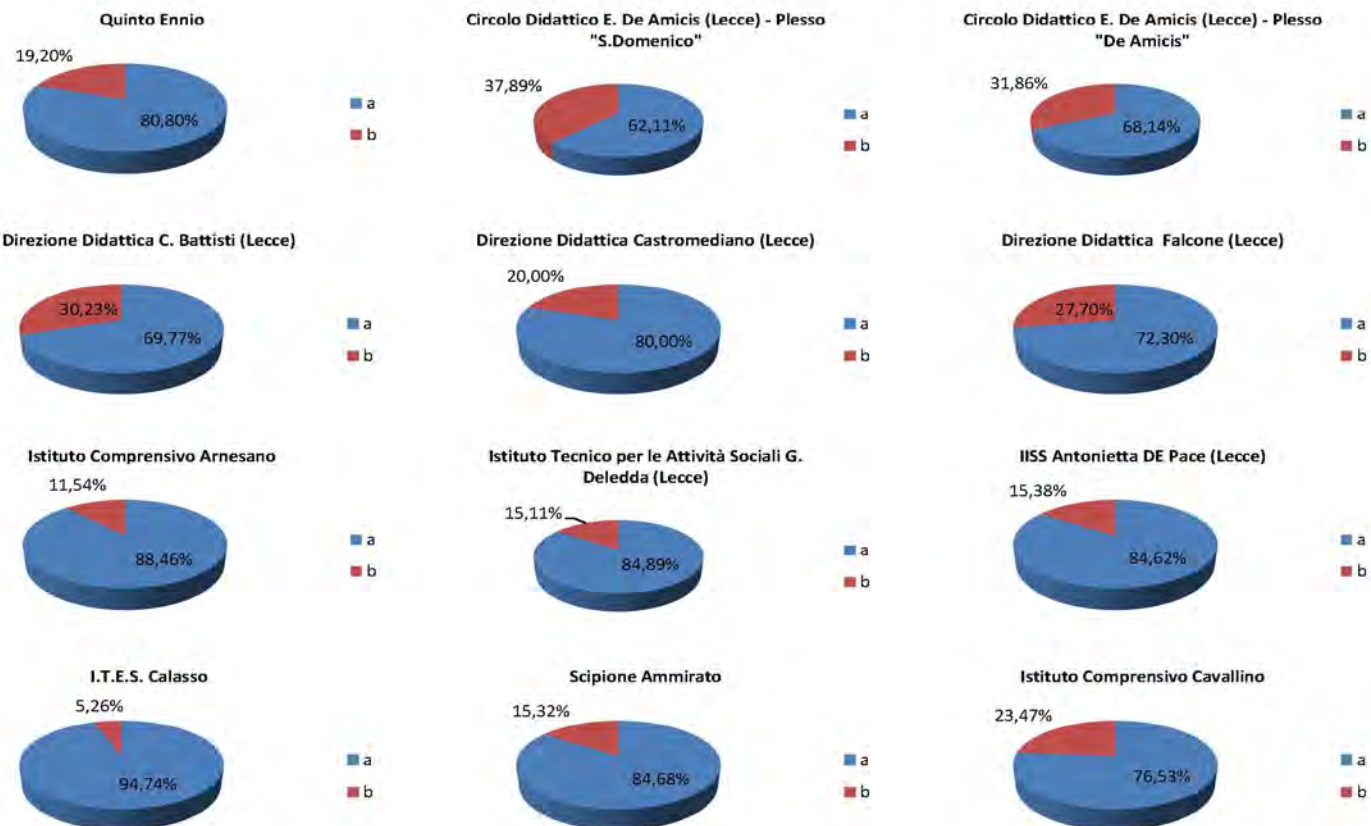 Quinto Ennio
19,20%
80,80%
a
b
Circolo Didattico E. De Amicis (Lecce) - Plesso
"S.Domenico"
37,89%
62,11%
a
b
Circolo Didattico E. De Amicis (Lecce) - Plesso
"De Amicis"
31,86%
68,14%
a
b
Direzione Didattica C. Battisti (Lecce)
30,23%
69,77%
a
b
Direzione Didattica Castromediano (Lecce)
20,00%
80,00%
a
b
Direzione Didattica Falcone (Lecce)
27,70%
72,30%
a
b
Istituto Comprensivo Arnesano
11,54%
88,46%
a
b
Istituto Tecnico per le Attività Sociali G.
Deledda (Lecce)
15,11%
84,89%
a
b
IISS Antonietta DE Pace (Lecce)
15,38%
84,62%
a
b
I.T.E.S. Calasso
5,26%
94,74%
a
b
Scipione Ammirato
15,32%
84,68%
a
b
Istituto Comprensivo Cavallino
23,47%
76,53%
a
b